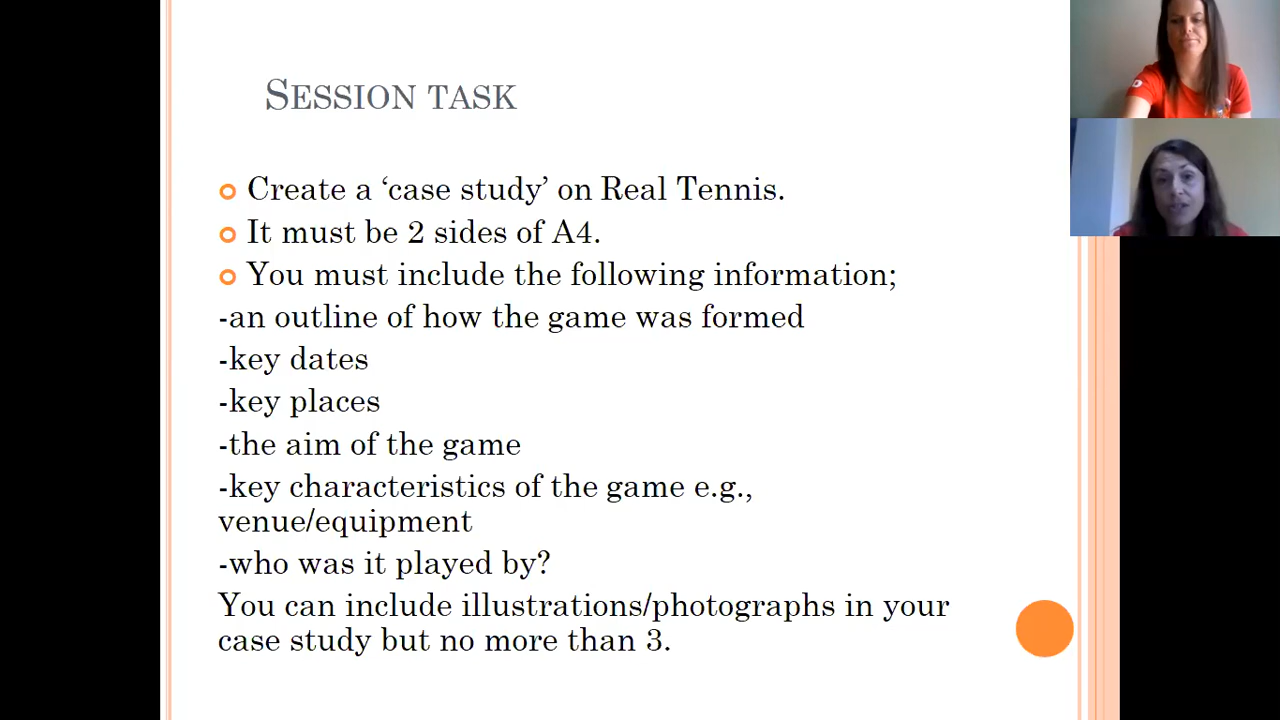 SESSION TASK
Create a ‘case study’ on Real Tennis.
It must be 2 sides of A4.
You must include the following information;
-an outline of how the game was formed
-key dates
-key places
-the aim of the game
-key characteristics of the game e.g.,
venue/equipment
-who was it played by?
You can include illustrations/photographs in your
case study but no more than 3.